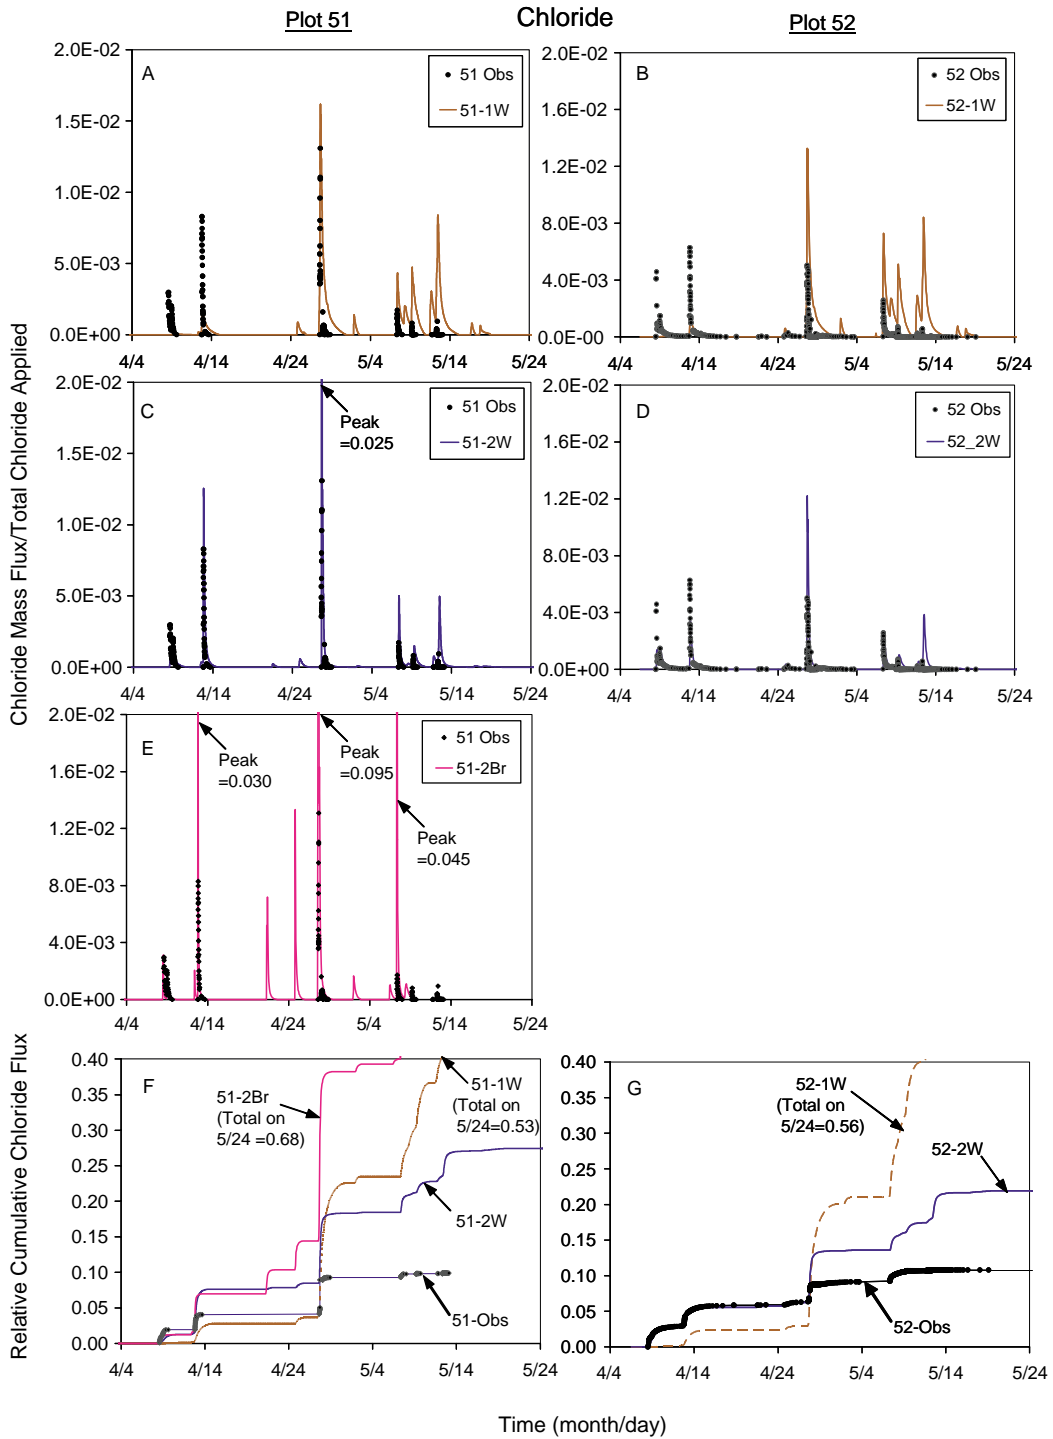 Chloride
Plot 51
Plot 52
Chloride Mass Flux/Total Chloride Applied
2.0E-02
1.5E-02
1.0E-02
5.0E-03
0.0E+00
A
51 Obs
51-1W
4/4
4/14
4/24
5/4
5/14
5/24
2.0E-02
1.6E-02
1.2E-02
8.0E-03
4.0E-03
0.0E-00
B
52 Obs
52-1W
4/4
4/14
4/24
5/4
5/14
5/24
2.0E-02
1.5E-02
1.0E-02
5.0E-03
0.0E+00
C
Peak
=0.025
51 Obs
51-2W
4/4
4/14
4/24
5/4
5/14
5/24
2.0E-02
1.6E-02
1.2E-02
8.0E-03
4.0E-03
0.0E+00
D
52 Obs
52_2W
4/4
4/14
4/24
5/4
5/14
5/24
2.0E-02
1.6E-02
1.2E-02
8.0E-03
4.0E-03
0.0E+00
E
Peak
=0.030
Peak
=0.095
Peak
=0.045
51 Obs
51-2Br
4/4
4/14
4/24
5/4
5/14
5/24
Relative Cumulative Chloride Flux
0.40
0.35
0.30
0.25
0.20
0.15
0.10
0.05
0.00
F
51-2Br
(Total on
5/24 =0.68)
51-1W
(Total on
5/24=0.53)
51-2W
51-Obs
4/4
4/14
4/24
5/4
5/14
5/24
0.40
0.35
0.30
0.25
0.20
0.15
0.10
0.05
0.00
G
52-1W
(Total on
5/24=0.56)
52-2W
52-Obs
4/4
4/14
4/24
5/4
5/14
5/24
Time (month/day)